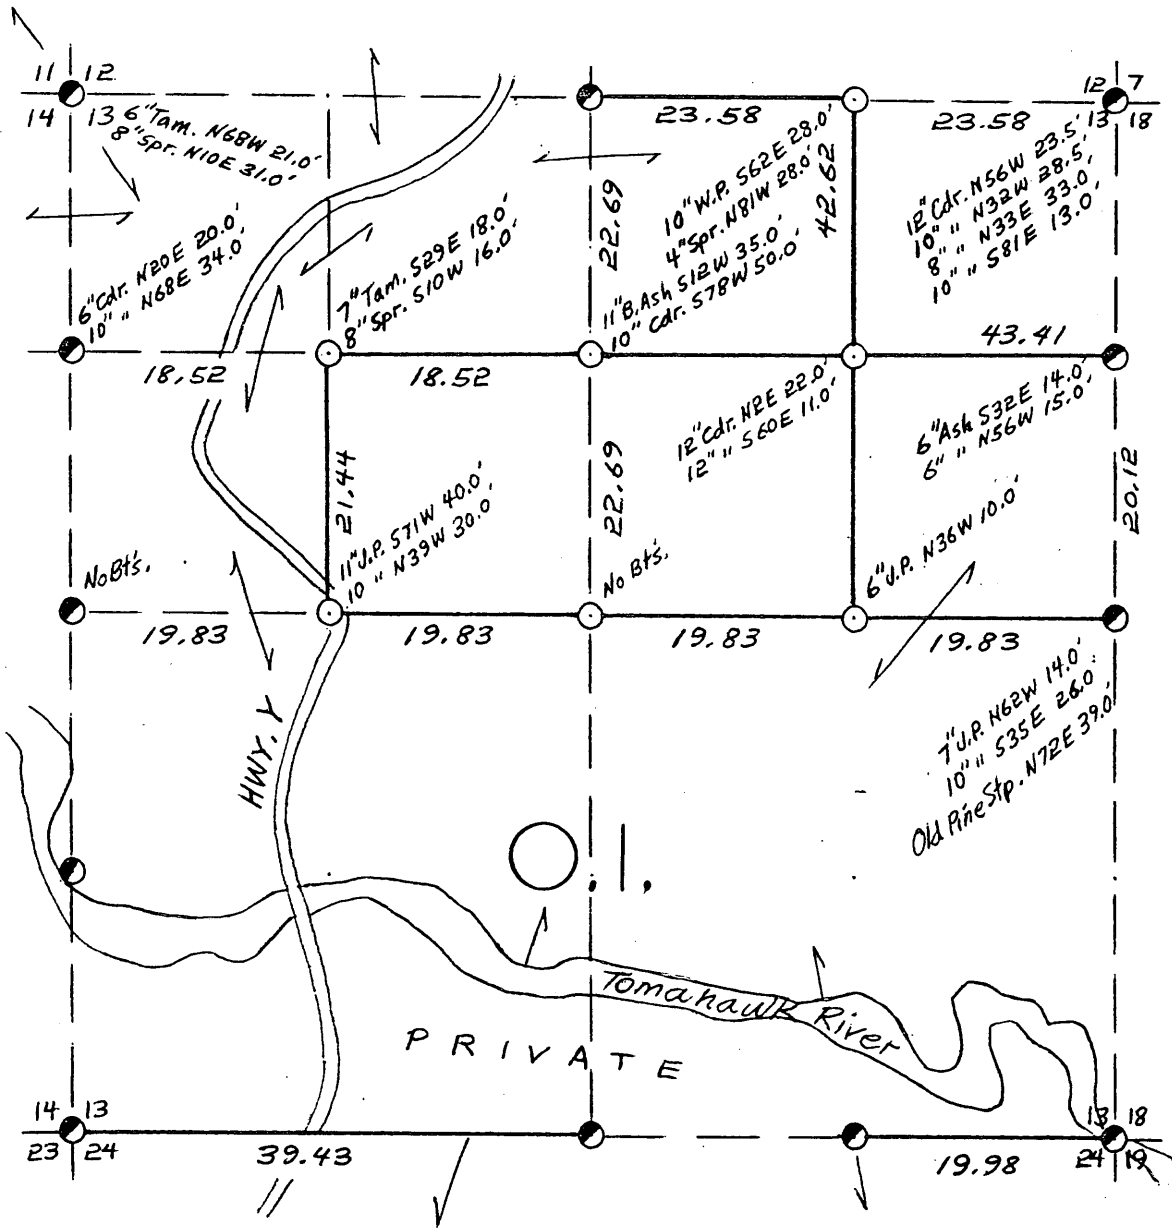 11 12
14 13
6" Tam. N68W 21.0'
8" Spr. N10E 31.0'
23.58
23.58
12 7
13 18
6" Cdr. N20E 20.0'
10" " N68E 34.0'
7" Tam. S29E 18.0'
8" Spr. S10W 16.0'
22.69
10" W.P. S62E 28.0'
4" Spr. N81W 28.0'
11" B.Ash S12W 35.0'
10" Cdr. S78W 50.0'
42.62
12" Cdr. N56W 23.5'
10" " N32W 28.5'
8" " N33E 33.0'
10" " S81E 13.0'
18.52
18.52
43.41
21.44
22.69
12" Cdr. N2E 22.0'
12" " S60E 11.0'
6" Ash S32E 14.0'
6" " N56W 15.0'
20.12
No Bt's.
11" J.P. S71W 40.0'
10" " N39W 30.0'
No Bt's.
6" J.P. N36W 10.0'
19.83
19.83
19.83
19.83
HWY. Y
7" J.P. N62W 14.0'
10" " S35E 26.0'
Old Pine Stp. N72E 39.0'
O.I.
Tomahawk River
PRIVATE
14 13
23 24
39.43
19.98
13 18
24 19